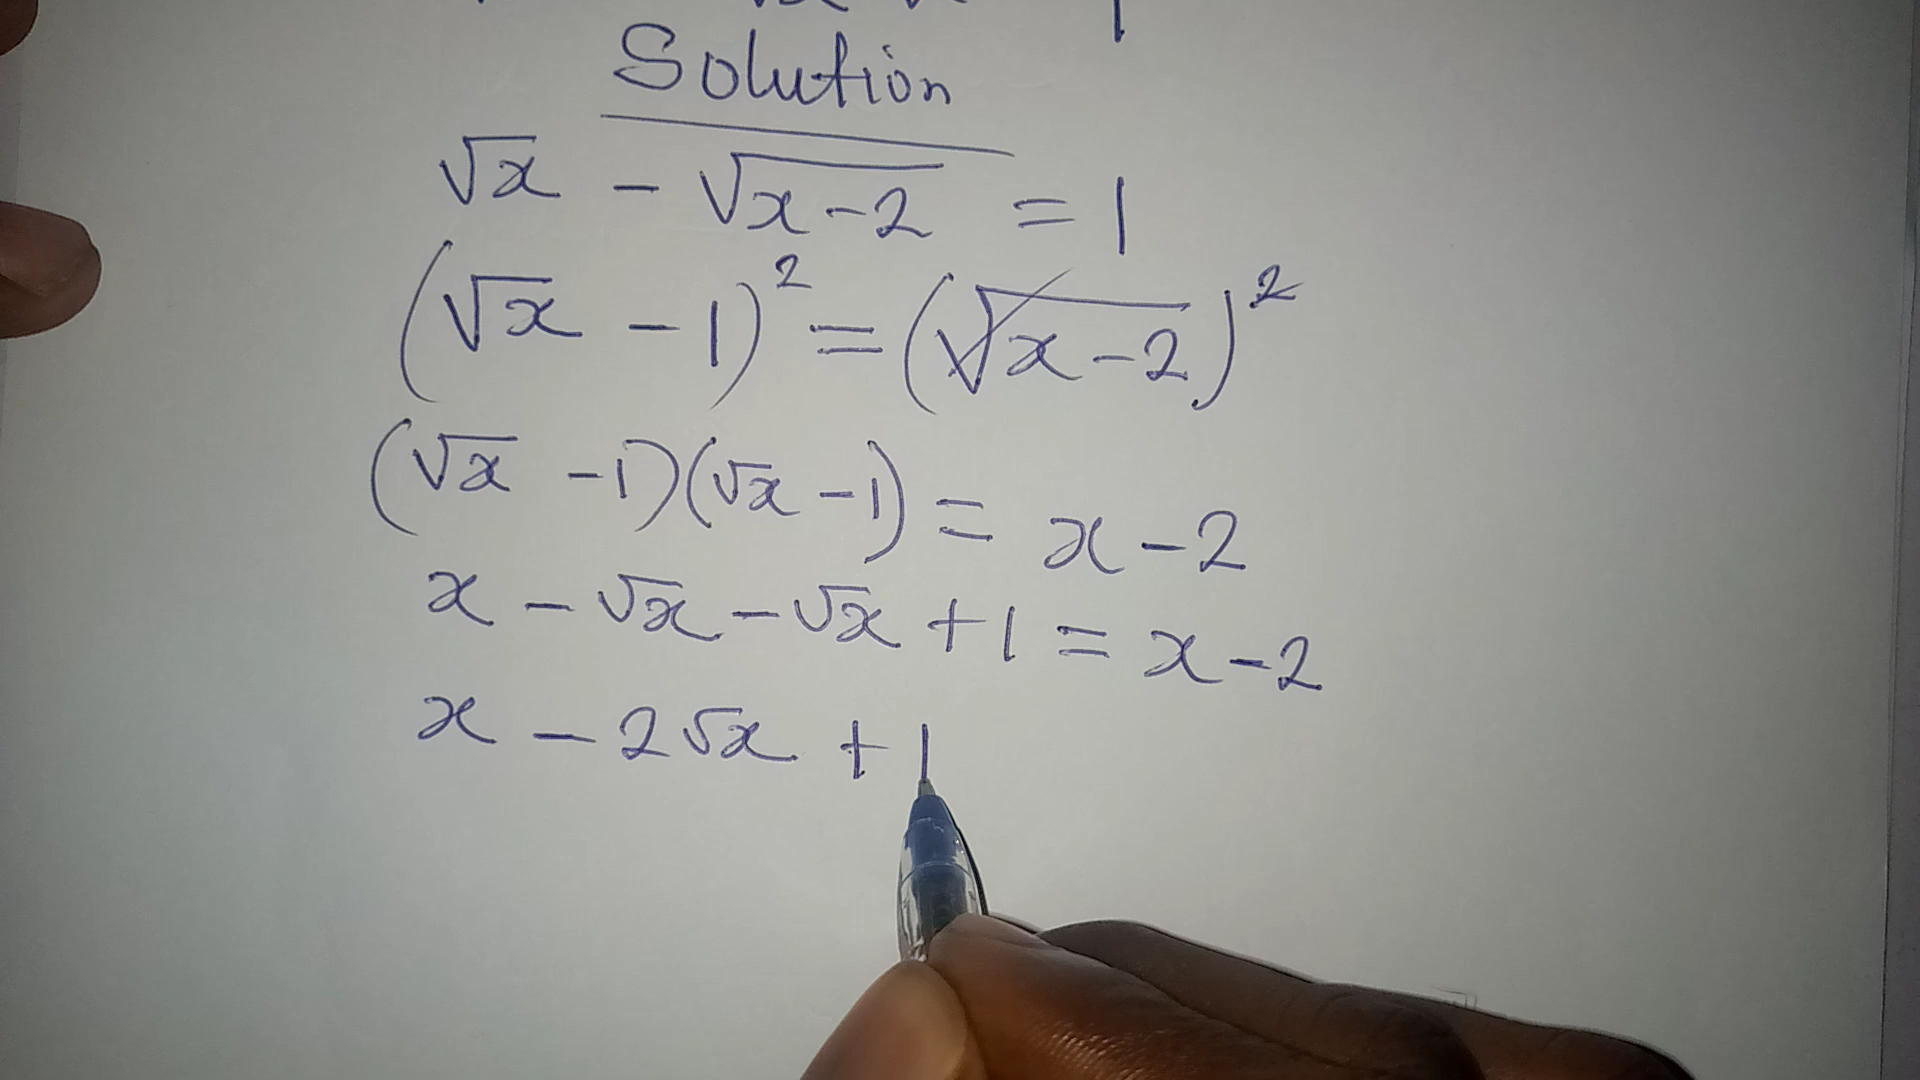 Solution
√x - √(x-2) = 1
(√x - 1)² = (√(x-2))²
(√x - 1)(√x - 1) = x - 2
x - √x - √x + 1 = x - 2
x - 2√x + 1